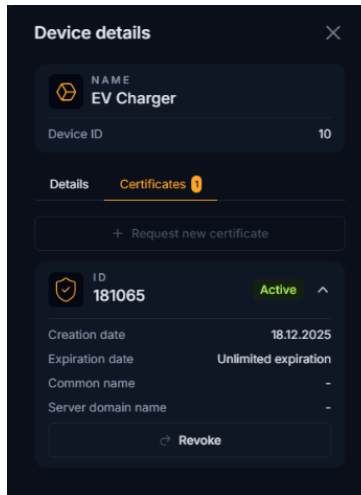 Device details
NAME
EV Charger
Device ID 10
Details Certificates 1
+ Request new certificate
ID
181065
Active
Creation date 18.12.2025
Expiration date Unlimited expiration
Common name -
Server domain name -
Revoke